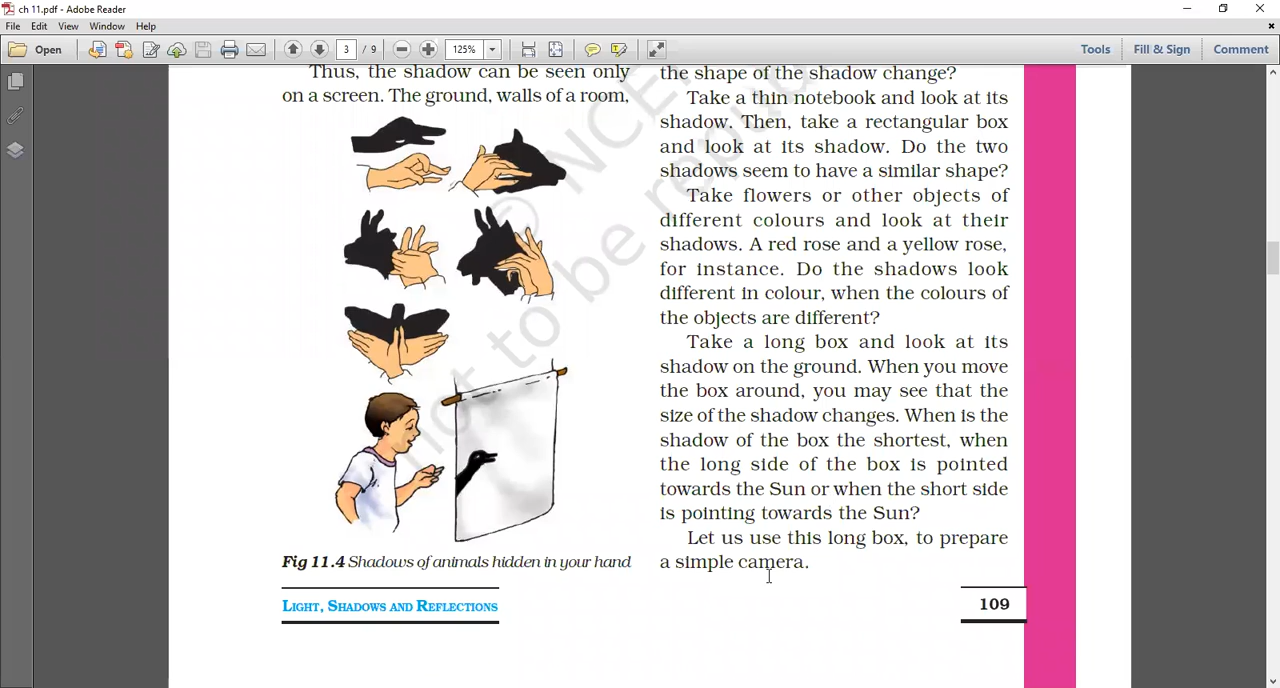 ch 11.pdf - Adobe Reader
File Edit View Window Help
Open
3 / 9
125%
Tools Fill & Sign Comment
Thus, the shadow can be seen only
on a screen. The ground, walls of a room,
Fig 11.4 Shadows of animals hidden in your hand
the shape of the shadow change?
Take a thin notebook and look at its
shadow. Then, take a rectangular box
and look at its shadow. Do the two
shadows seem to have a similar shape?
Take flowers or other objects of
different colours and look at their
shadows. A red rose and a yellow rose,
for instance. Do the shadows look
different in colour, when the colours of
the objects are different?
Take a long box and look at its
shadow on the ground. When you move
the box around, you may see that the
size of the shadow changes. When is the
shadow of the box the shortest, when
the long side of the box is pointed
towards the Sun or when the short side
is pointing towards the Sun?
Let us use this long box, to prepare
a simple camera.
LIGHT, SHADOWS AND REFLECTIONS
109
© NCE
not to be repu